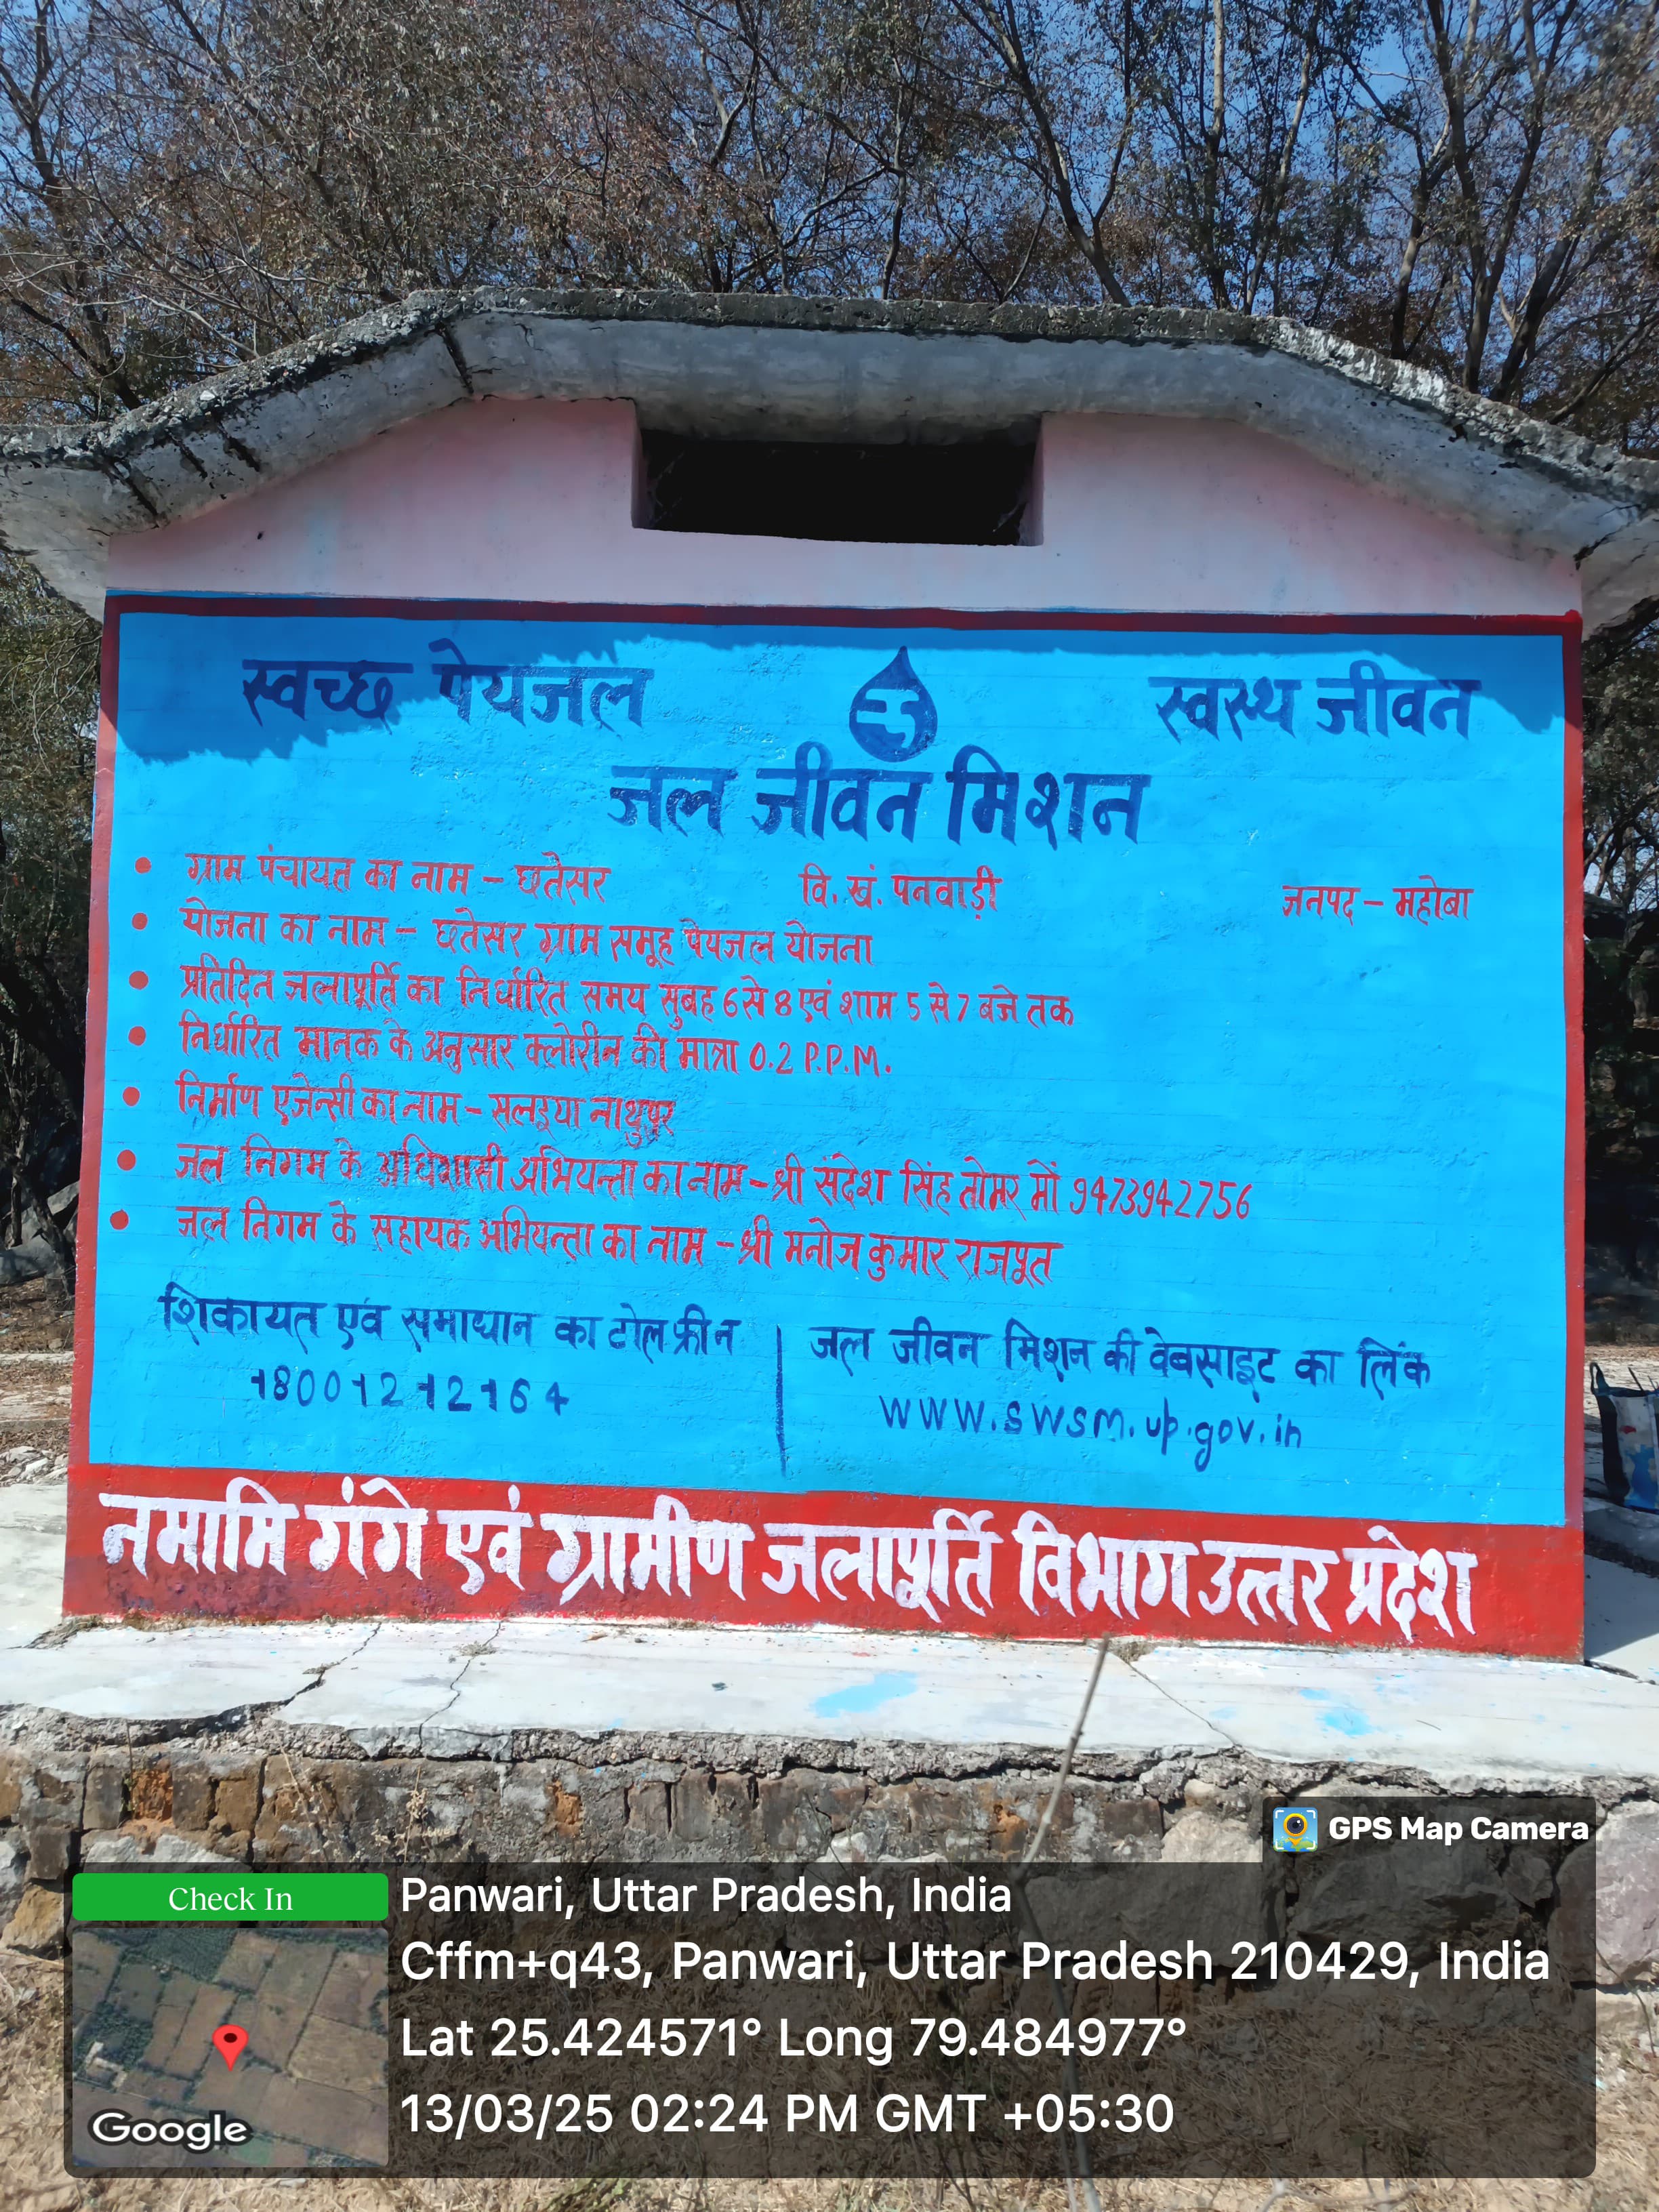 स्वच्छ पेयजल स्वस्थ जीवन
जल जीवन मिशन
• ग्राम पंचायत का नाम - छतेसर वि. खं. पनवाड़ी जनपद - महोबा
• योजना का नाम - छतेसर ग्राम समूह पेयजल योजना
• प्रतिदिन जलापूर्ति का निर्धारित समय सुबह 6 से 8 एवं शाम 5 से 7 बजे तक
• निर्धारित मानक के अनुसार क्लोरीन की मात्रा 0.2 P.P.M.
• निर्माण एजेन्सी का नाम - सलइया नाथुपुर
• जल निगम के अधिशासी अभियन्ता का नाम - श्री संदेश सिंह तोमर मों 9473942756
• जल निगम के सहायक अभियन्ता का नाम - श्री मनोज कुमार राजपूत
शिकायत एवं समाधान का टोल फ्री न | जल जीवन मिशन की वेबसाइट का लिंक
180012 12 164 www.swsm.up.gov.in
नमामि गंगे एवं ग्रामीण जलापूर्ति विभाग उत्तर प्रदेश
GPS Map Camera
Check In
Panwari, Uttar Pradesh, India
Cffm+q43, Panwari, Uttar Pradesh 210429, India
Lat 25.424571° Long 79.484977°
13/03/25 02:24 PM GMT +05:30
Google